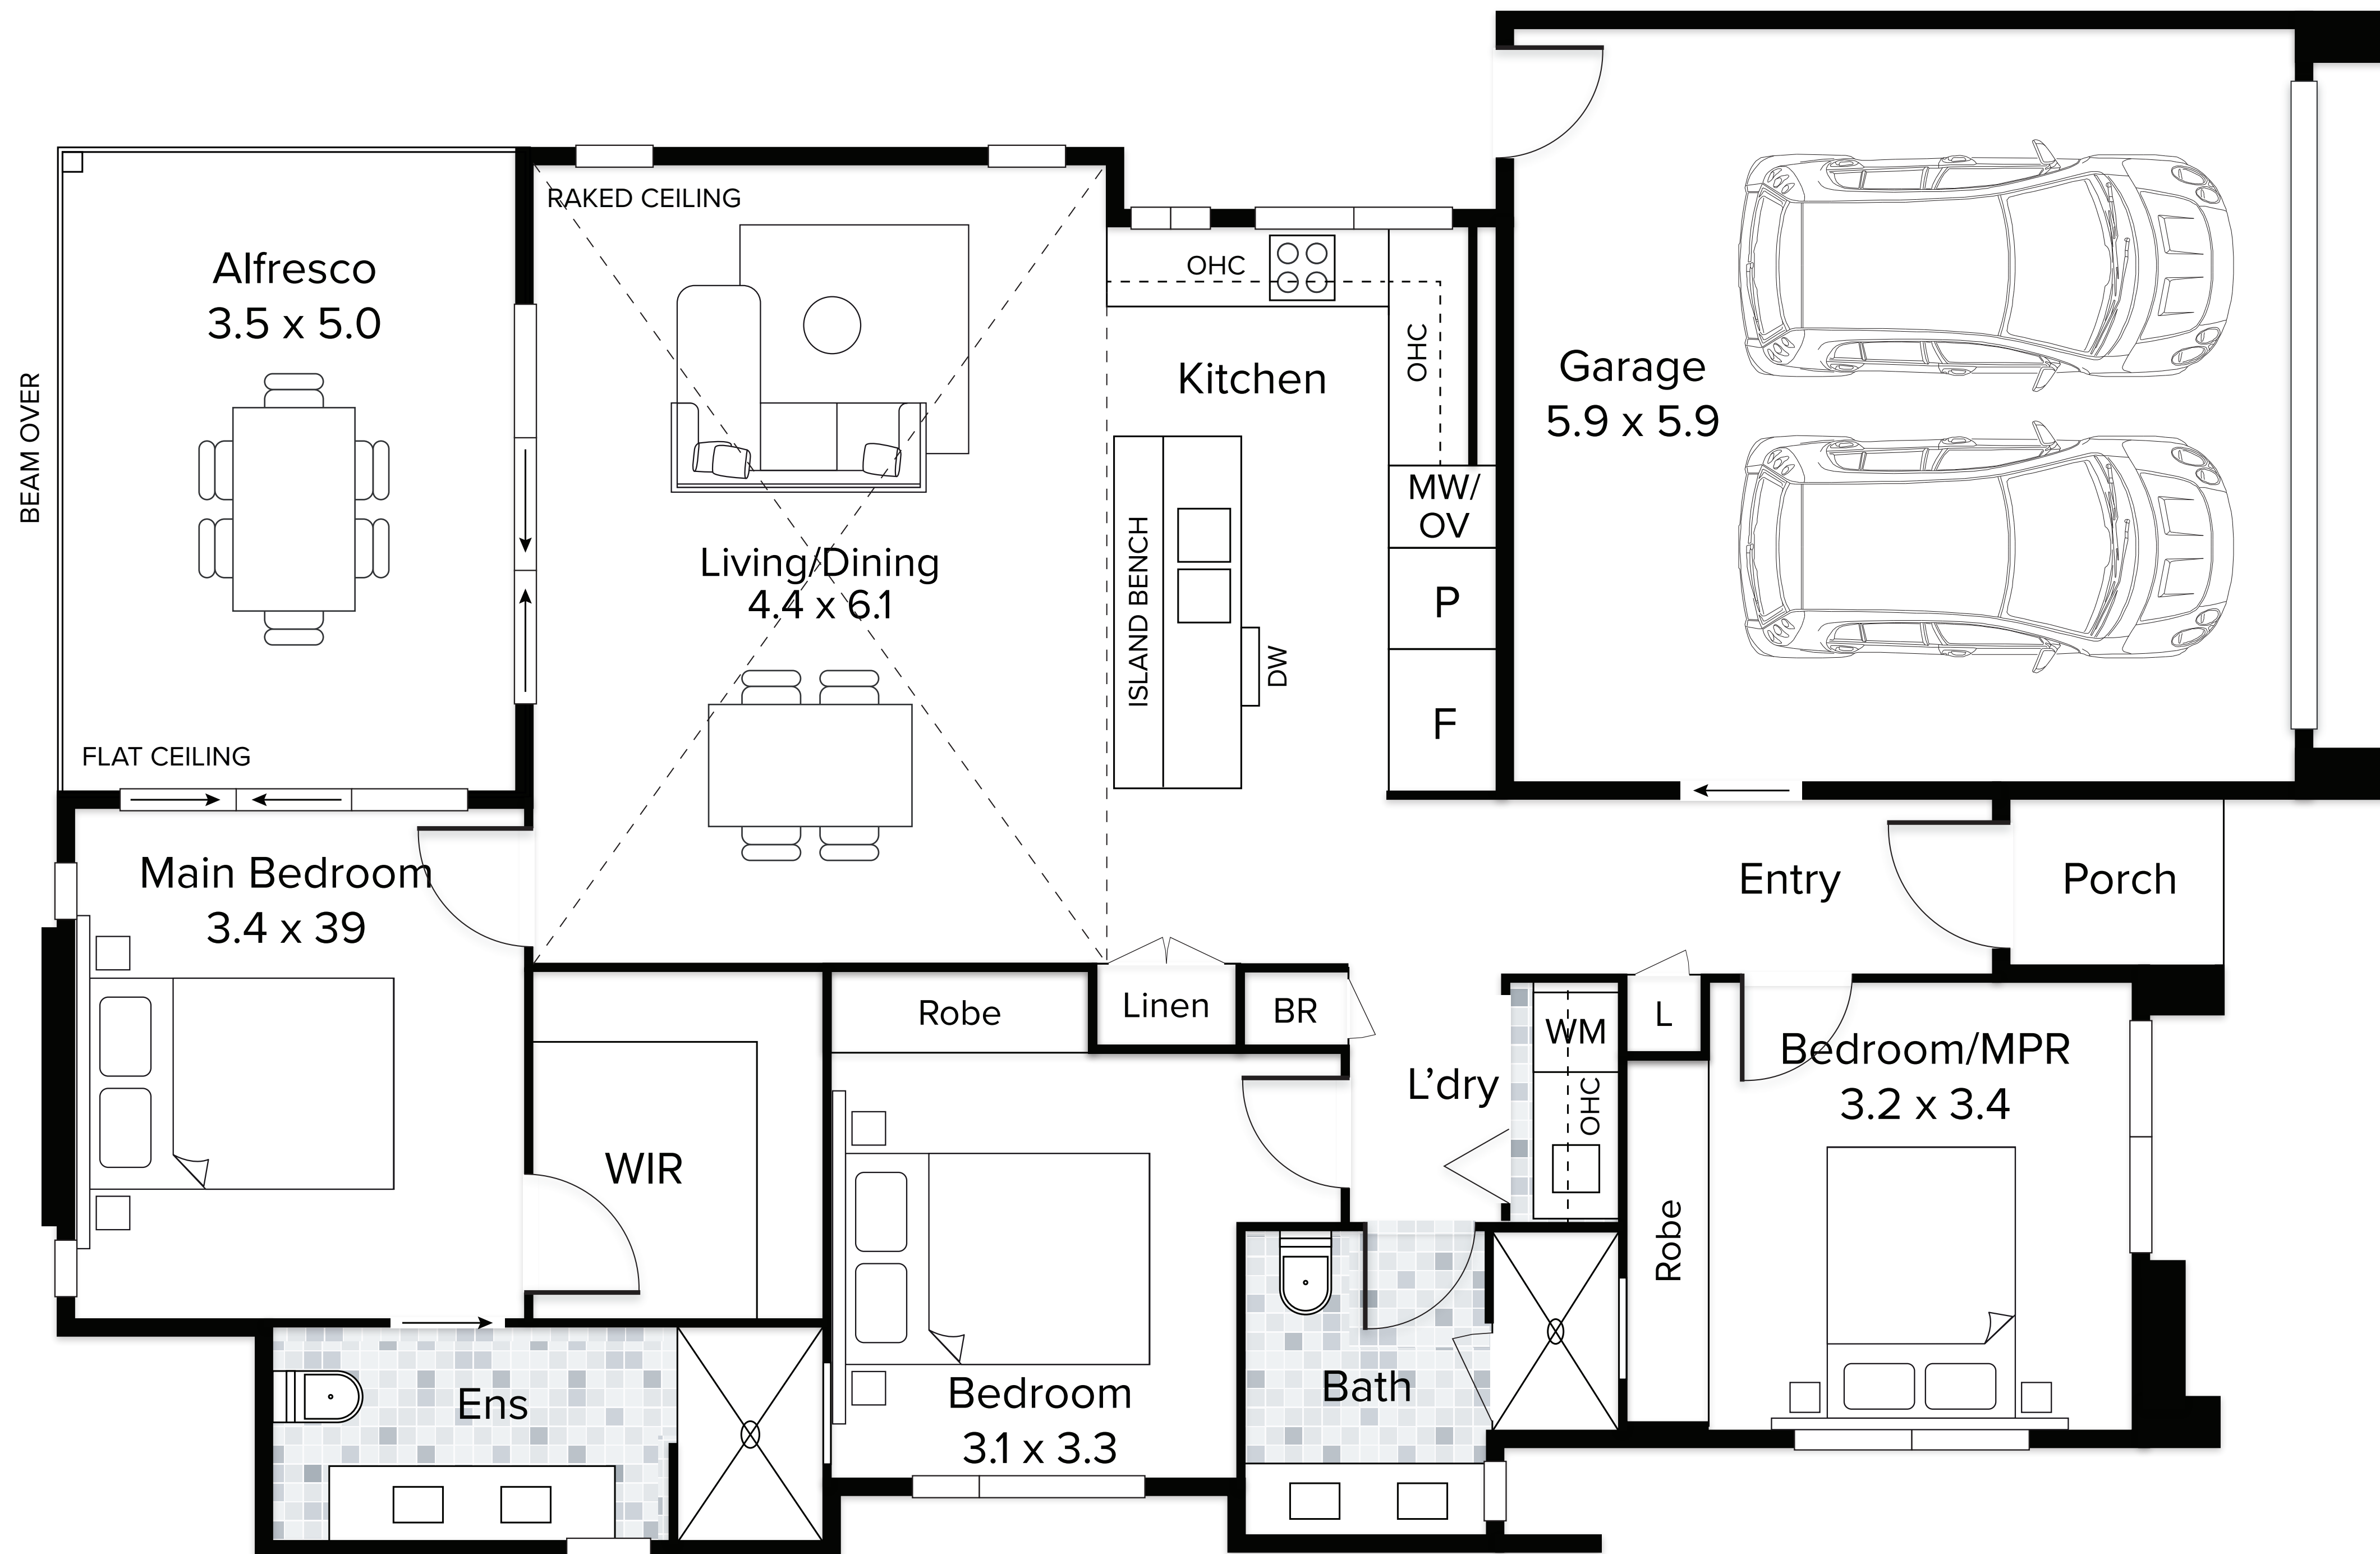 RAKED CEILING
Alfresco
3.5 x 5.0
BEAM OVER
FLAT CEILING
Living/Dining
4.4 x 6.1
OHC
OHC
Kitchen
ISLAND BENCH
DW
MW/
OV
P
F
Garage
5.9 x 5.9
Main Bedroom
3.4 x 39
Entry
Porch
Robe
Linen
BR
WM
L
L’dry
OHC
Bedroom/MPR
3.2 x 3.4
WIR
Robe
Ens
Bedroom
3.1 x 3.3
Bath